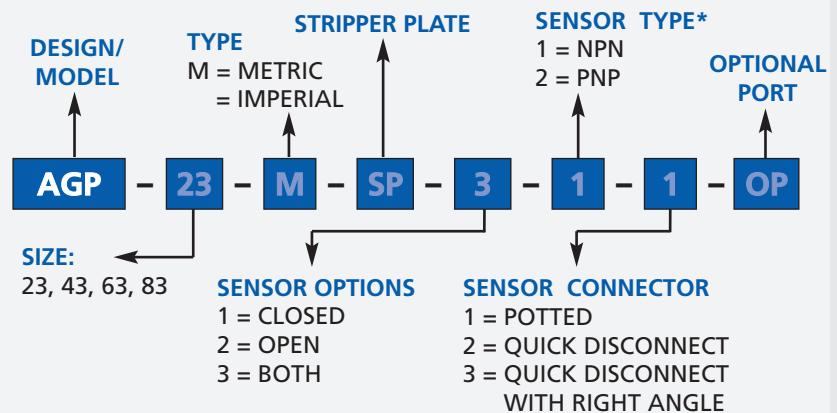 DESIGN/
MODEL
TYPE
M = METRIC
= IMPERIAL
STRIPPER PLATE
SENSOR TYPE*
1 = NPN
2 = PNP
OPTIONAL
PORT
AGP – 23 – M – SP – 3 – 1 – 1 – OP
SIZE:
23, 43, 63, 83
SENSOR OPTIONS
1 = CLOSED
2 = OPEN
3 = BOTH
SENSOR CONNECTOR
1 = POTTED
2 = QUICK DISCONNECT
3 = QUICK DISCONNECT
WITH RIGHT ANGLE